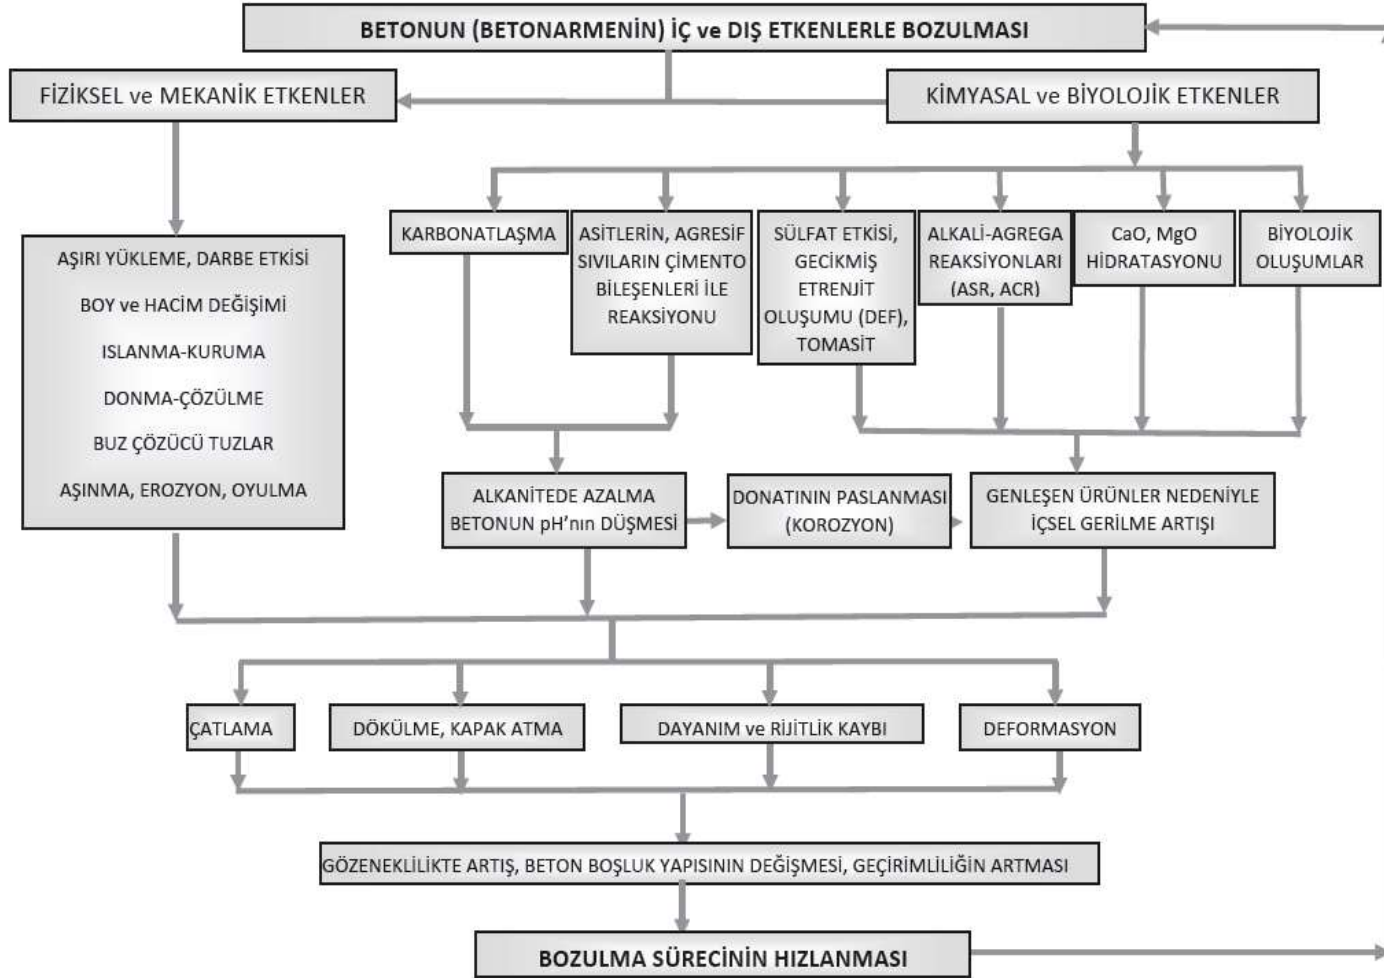 BETONUN (BETONARMENİN) İÇ ve DIŞ ETKENLERLE BOZULMASI
FİZİKSEL ve MEKANİK ETKENLER
KİMYASAL ve BİYOLOJİK ETKENLER
AŞIRI YÜKLEME, DARBE ETKİSİ
BOY ve HACİM DEĞİŞİMİ
ISLANMA-KURUMA
DONMA-ÇÖZÜLME
BUZ ÇÖZÜCÜ TUZLAR
AŞINMA, EROZYON, OYULMA
KARBONATLAŞMA
ASİTLERİN, AGRESİF
SIVILARIN ÇİMENTO
BİLEŞENLERİ İLE
REAKSİYONU
SÜLFAT ETKİSİ,
GECİKMİŞ
ETRENJİT
OLUŞUMU (DEF),
TOMASİT
ALKALİ-AGREGA
REAKSİYONLARI
(ASR, ACR)
CaO, MgO
HİDRATASYONU
BİYOLOJİK
OLUŞUMLAR
ALKANİTEDE AZALMA
BETONUN pH'nın DÜŞMESİ
DONATININ PASLANMASI
(KOROZYON)
GENLEŞEN ÜRÜNLER NEDENİYLE
İÇSEL GERİLME ARTIŞI
ÇATLAMA
DÖKÜLME, KAPAK ATMA
DAYANIM ve RİJİTLİK KAYBI
DEFORMASYON
GÖZENEKLİLİKTE ARTIŞ, BETON BOŞLUK YAPISININ DEĞİŞMESİ, GEÇİRİMLİLİĞİN ARTMASI
BOZULMA SÜRECİNİN HIZLANMASI